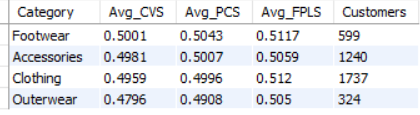 Category Avg_CVS Avg_PCS Avg_FPLS Customers
Footwear 0.5001 0.5043 0.5117 599
Accessories 0.4981 0.5007 0.5059 1240
Clothing 0.4959 0.4996 0.512 1737
Outerwear 0.4796 0.4908 0.505 324